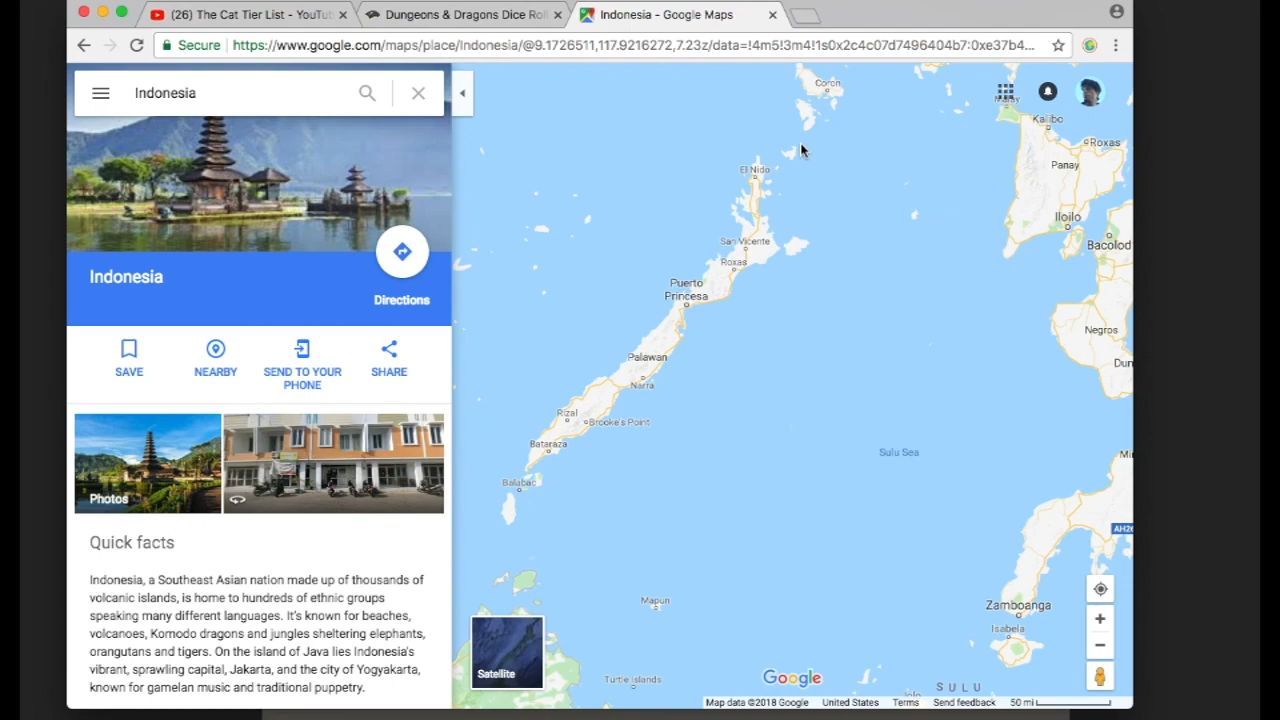 (26) The Cat Tier List - YouTu
Dungeons & Dragons Dice Roll
Indonesia - Google Maps
Secure
https://www.google.com/maps/place/Indonesia/@9.1726511,117.9216272,7.23z/data=!4m5!3m4!1s0x2c4c07d7496404b7:0xe37b4...
Indonesia
Indonesia
Directions
SAVE
NEARBY
SEND TO YOUR
PHONE
SHARE
Photos
Quick facts
Indonesia, a Southeast Asian nation made up of thousands of
volcanic islands, is home to hundreds of ethnic groups
speaking many different languages. It's known for beaches,
volcanoes, Komodo dragons and jungles sheltering elephants,
orangutans and tigers. On the island of Java lies Indonesia's
vibrant, sprawling capital, Jakarta, and the city of Yogyakarta,
known for gamelan music and traditional puppetry.
Coron
Kalibo
Roxas
Panay
El Nido
Iloilo
San Vicente
Bacolod
Roxas
Puerto
Princesa
Negros
Palawan
Dum
Narra
Rizal
Brooke's Point
Bataraza
Sulu Sea
Balabac
AH26
Mapun
Zamboanga
Isabela
Satellite
Turtle Islands
Google
SULU
Jolo
Map data ©2018 Google
United States
Terms
Send feedback
50 mi